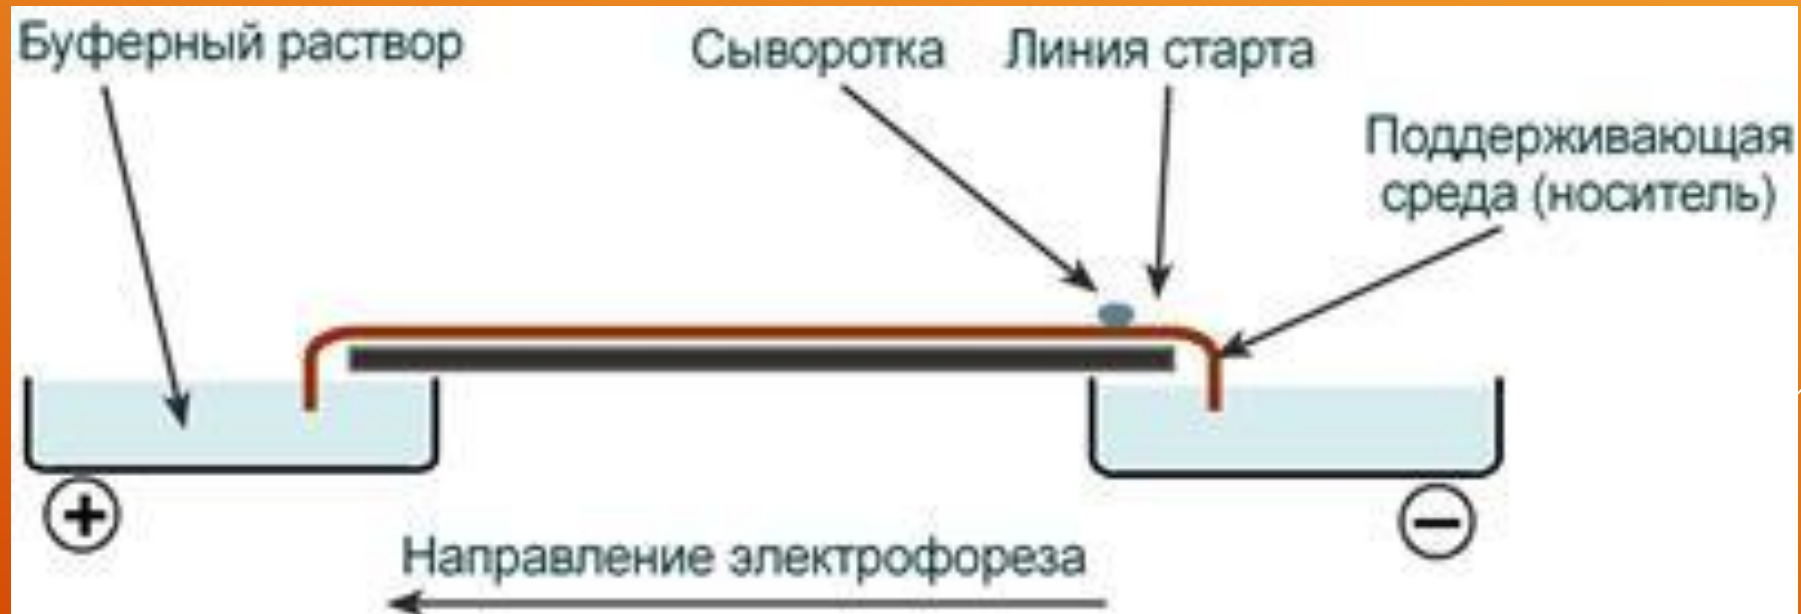 Буферный раствор
Сыворотка
Линия старта
Поддерживающая
среда (носитель)
+
−
Направление электрофореза